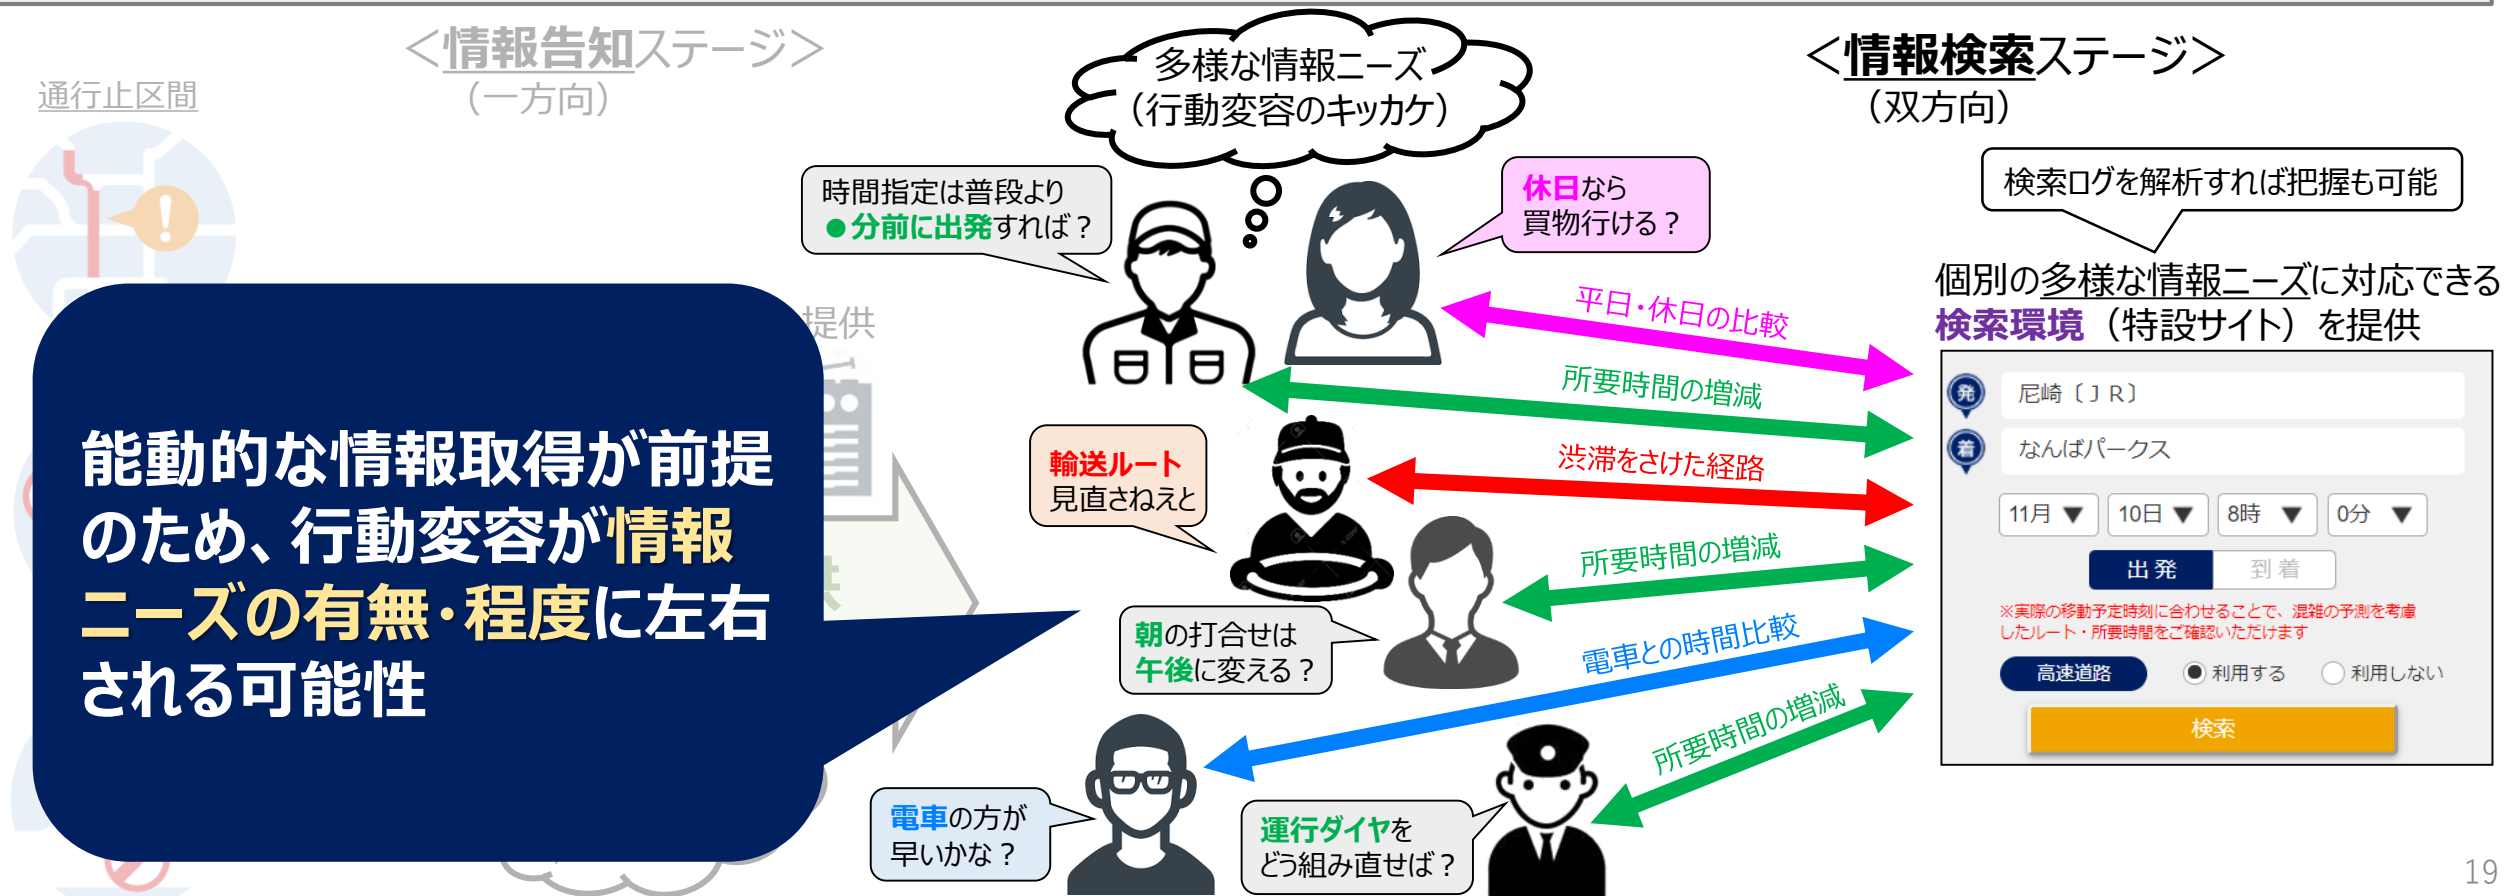 ＜情報告知ステージ＞
（一方向）
通行止区間
多様な情報ニーズ
（行動変容のキッカケ）
＜情報検索ステージ＞
（双方向）
時間指定は普段より
●分前に出発すれば？
休日なら
買物行ける？
検索ログを解析すれば把握も可能
個別の多様な情報ニーズに対応できる
検索環境（特設サイト）を提供
提供
平日・休日の比較
所要時間の増減
渋滞をさけた経路
所要時間の増減
電車との時間比較
所要時間の増減
能動的な情報取得が前提
のため、行動変容が情報
ニーズの有無・程度に左右
される可能性
輸送ルート
見直さねえと
朝の打合せは
午後に変える？
電車の方が
早いかな？
運行ダイヤを
どう組み直せば？
発 尼崎〔ＪＲ〕
着 なんばパークス
11月 ▼ 10日 ▼ 8時 ▼ 0分 ▼
出発 到着
※実際の移動予定時刻に合わせることで、混雑の予測を考慮
したルート・所要時間をご確認いただけます
高速道路 利用する 利用しない
検索
19